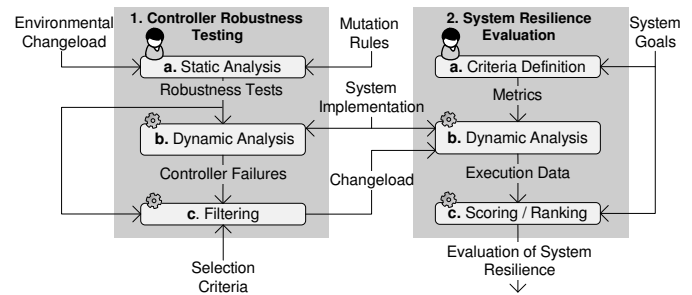 Environmental
Changeload
1. Controller Robustness
Testing
Mutation
Rules
2. System Resilience
Evaluation
System
Goals
a. Static Analysis
a. Criteria Definition
Robustness Tests
System
Implementation
Metrics
b. Dynamic Analysis
b. Dynamic Analysis
Controller Failures
Changeload
Execution Data
c. Filtering
c. Scoring / Ranking
Selection
Criteria
Evaluation of System
Resilience